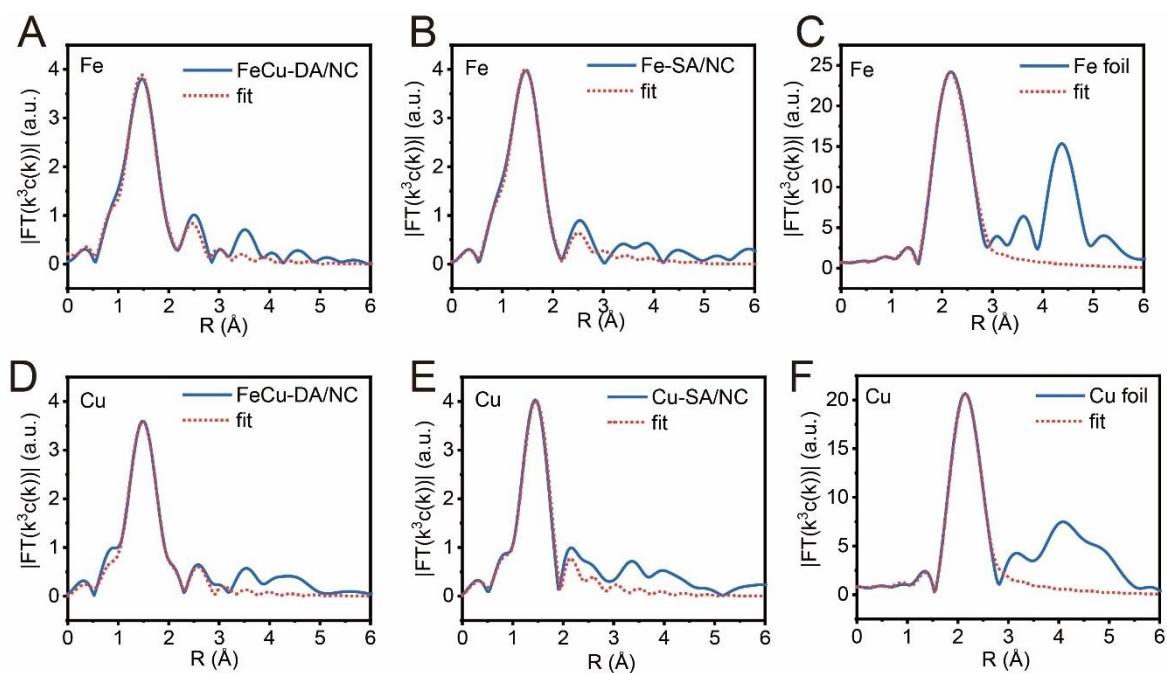 A
Fe
FeCu-DA/NC
fit
|FT(k³c(k))| (a.u.)
4
3
2
1
0
0 1 2 3 4 5 6
R (Å)
B
Fe
Fe-SA/NC
fit
|FT(k³c(k))| (a.u.)
4
3
2
1
0
0 1 2 3 4 5 6
R (Å)
C
Fe
Fe foil
fit
|FT(k³c(k))| (a.u.)
25
20
15
10
5
0
0 1 2 3 4 5 6
R (Å)
D
Cu
FeCu-DA/NC
fit
|FT(k³c(k))| (a.u.)
4
3
2
1
0
0 1 2 3 4 5 6
R (Å)
E
Cu
Cu-SA/NC
fit
|FT(k³c(k))| (a.u.)
4
3
2
1
0
0 1 2 3 4 5 6
R (Å)
F
Cu
Cu foil
fit
|FT(k³c(k))| (a.u.)
20
15
10
5
0
0 1 2 3 4 5 6
R (Å)